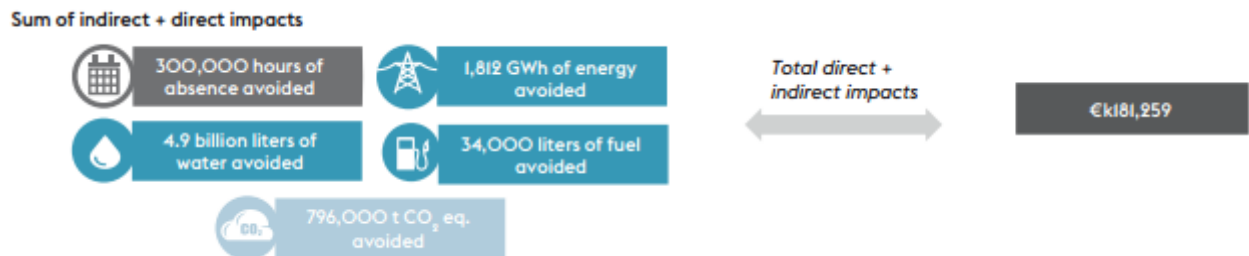 Sum of indirect + direct impacts
300,000 hours of
absence avoided
1,812 GWh of energy
avoided
Total direct +
indirect impacts
€k181,259
4.9 billion liters of
water avoided
34,000 liters of fuel
avoided
CO₂
796,000 t CO₂ eq.
avoided